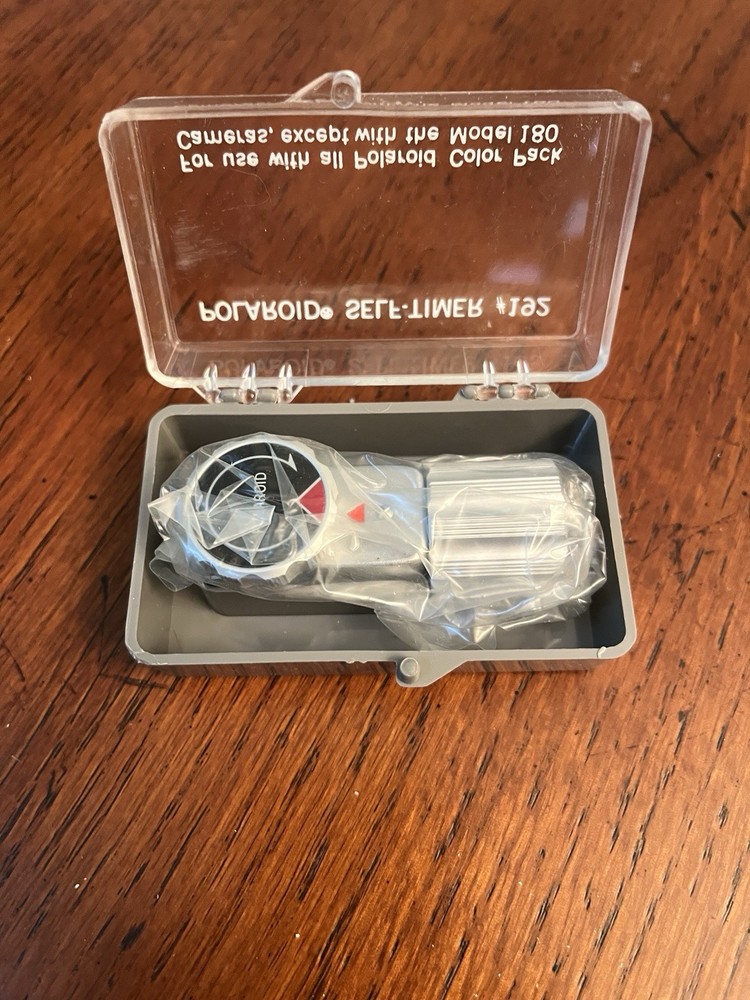 POLAROID® SELF-TIMER #192
For use with all Polaroid Color Pack
Cameras, except with the Model 180